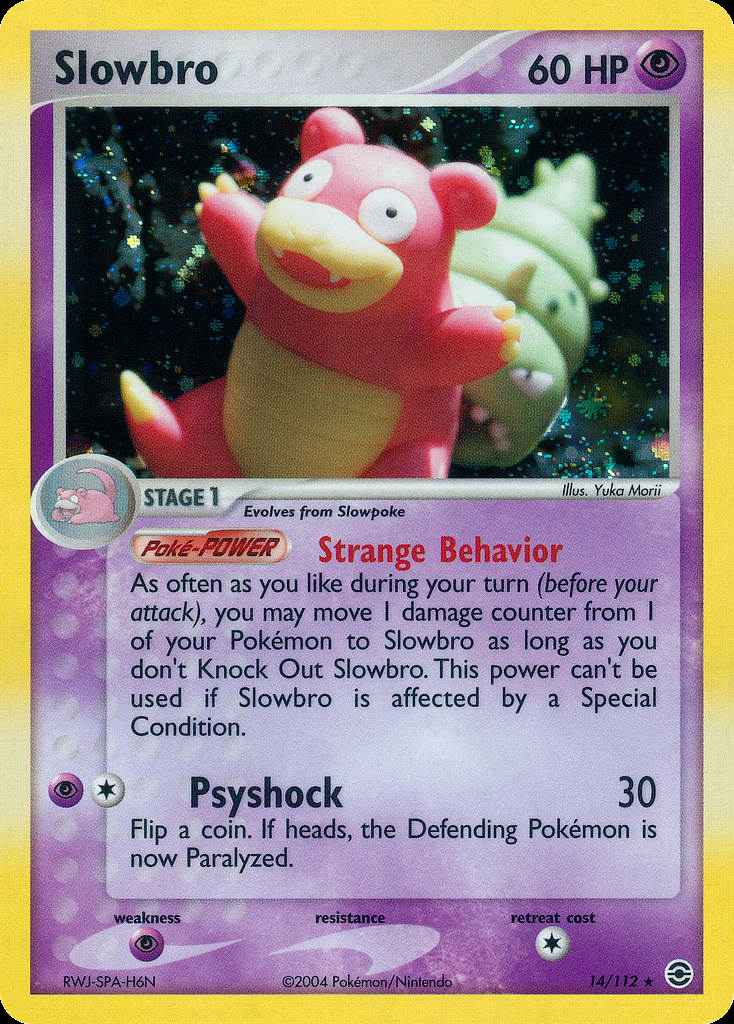 Slowbro
60 HP
Illus. Yuka Morii
STAGE 1
Evolves from Slowpoke
Poké-POWER Strange Behavior
As often as you like during your turn (before your
attack), you may move 1 damage counter from 1
of your Pokémon to Slowbro as long as you
don't Knock Out Slowbro. This power can't be
used if Slowbro is affected by a Special
Condition.
Psyshock 30
Flip a coin. If heads, the Defending Pokémon is
now Paralyzed.
weakness resistance retreat cost
RWJ-SPA-H6N ©2004 Pokémon/Nintendo 14/112 ★